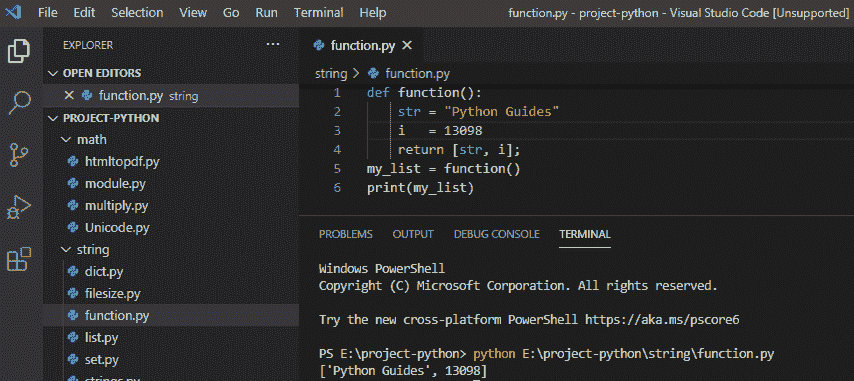 File Edit Selection View Go Run Terminal Help function.py - project-python - Visual Studio Code [Unsupported]
EXPLORER
OPEN EDITORS
function.py string
PROJECT-PYTHON
math
htmltopdf.py
module.py
multiply.py
Unicode.py
string
dict.py
filesize.py
function.py
list.py
set.py
strings.py
function.py
string > function.py
1 def function():
2     str = "Python Guides"
3     i   = 13098
4     return [str, i];
5 my_list = function()
6 print(my_list)
PROBLEMS OUTPUT DEBUG CONSOLE TERMINAL
Windows PowerShell
Copyright (C) Microsoft Corporation. All rights reserved.
Try the new cross-platform PowerShell https://aka.ms/pscore6
PS E:\project-python> python E:\project-python\string\function.py
['Python Guides', 13098]